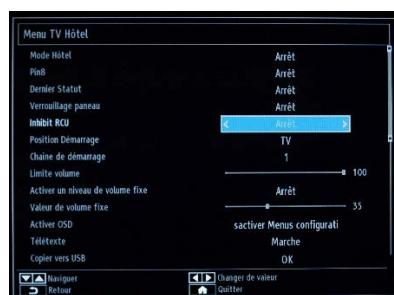 Menu TV Hôtel
Mode Hôtel Arrêt
Pin8 Arrêt
Dernier Statut Arrêt
Verrouillage paneau Arrêt
Inhibit RCU Arrêt
Position Démarrage TV
Chaine de démarrage 1
Limite volume 100
Activer un niveau de volume fixe Arrêt
Valeur de volume fixe 35
Activer OSD sactiver Menus configurati
Télétexte Marche
Copier vers USB OK
Naviguer Changer de valeur
Retour Quitter